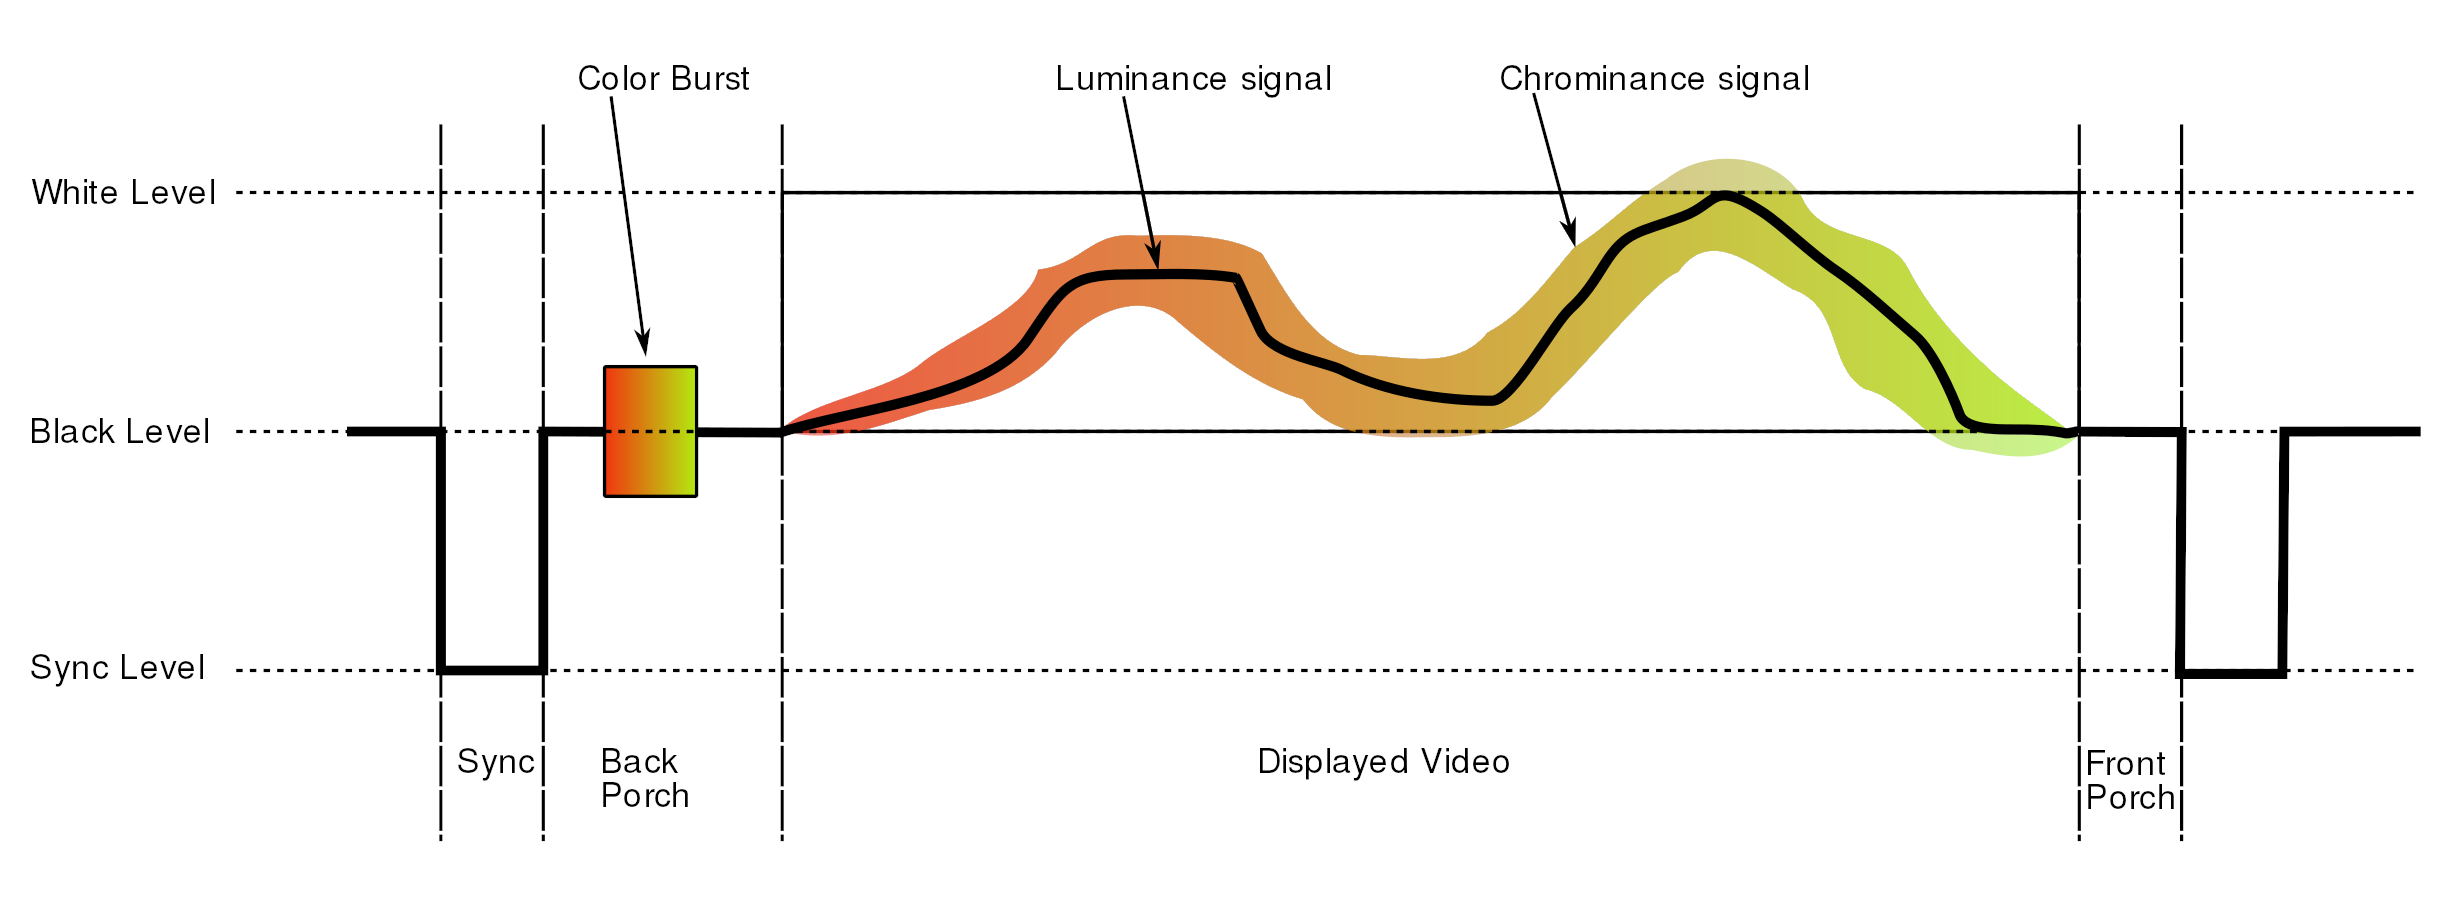 Color Burst
Luminance signal
Chrominance signal
White Level
Black Level
Sync Level
Sync
Back
Porch
Displayed Video
Front
Porch